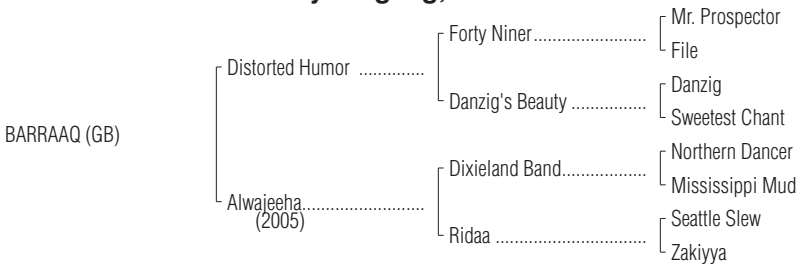 Mr. Prospector
Forty Niner
File
Distorted Humor
Danzig
Danzig's Beauty
Sweetest Chant
BARRAAQ (GB)
Northern Dancer
Dixieland Band
Mississippi Mud
Alwajeeha
(2005)
Seattle Slew
Ridaa
Zakiyya